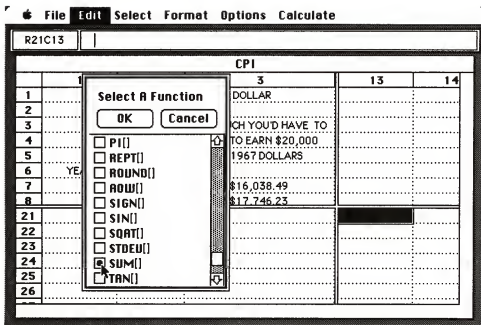 File Edit Select Format Options Calculate
R21C13
CPI
1 3 13 14
1 DOLLAR
2
3 CH YOU'D HAVE TO
4 TO EARN $20,000
5 1967 DOLLARS
6 YEA
7 $16,038.49
8 $17,746.23
21
22
23
24
25
26
Select A Function
OK Cancel
PI[]
REPT[]
ROUND[]
ROW[]
SIGN[]
SIN[]
SQRT[]
STDEV[]
SUM[]
TAN[]